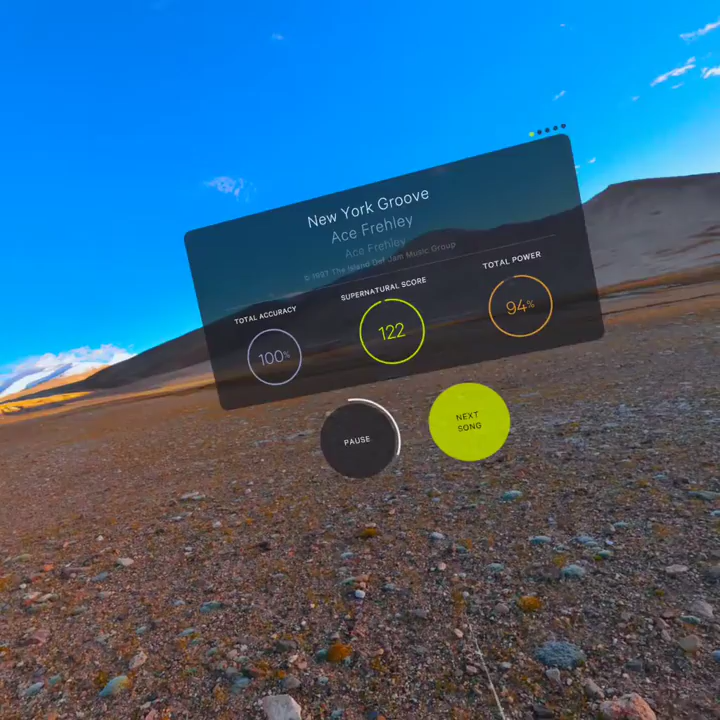 New York Groove
Ace Frehley
Ace Frehley
© 1997 The Island Def Jam Music Group
TOTAL ACCURACY
100%
SUPERNATURAL SCORE
122
TOTAL POWER
94%
PAUSE
NEXT
SONG